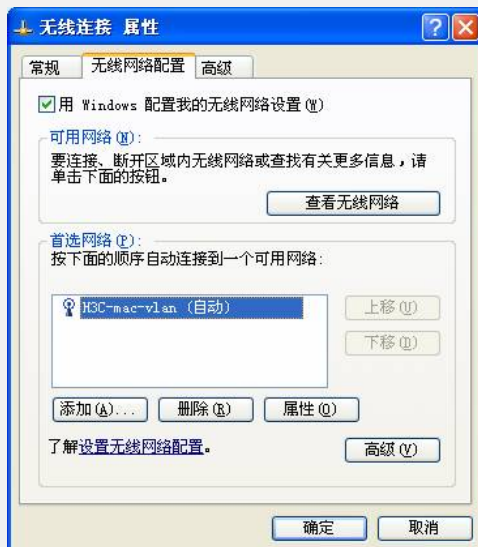 无线连接 属性
常规 无线网络配置 高级
用 Windows 配置我的无线网络设置(W)
可用网络(N):
要连接、断开区域内无线网络或查找有关更多信息，请
单击下面的按钮。
查看无线网络
首选网络(P):
按下面的顺序自动连接到一个可用网络:
H3C-mac-vlan (自动)
上移(U)
下移(D)
添加(A)... 删除(R) 属性(O)
了解设置无线网络配置。
高级(V)
确定 取消